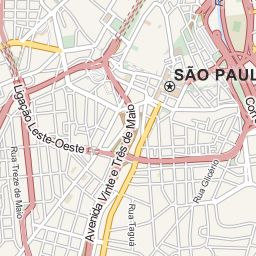 SÃO PAUL
Ligação Leste-Oeste
Avenida Vinte e Três de Maio
Rua Treze de Maio
Rua Glicério
Rua Taguá